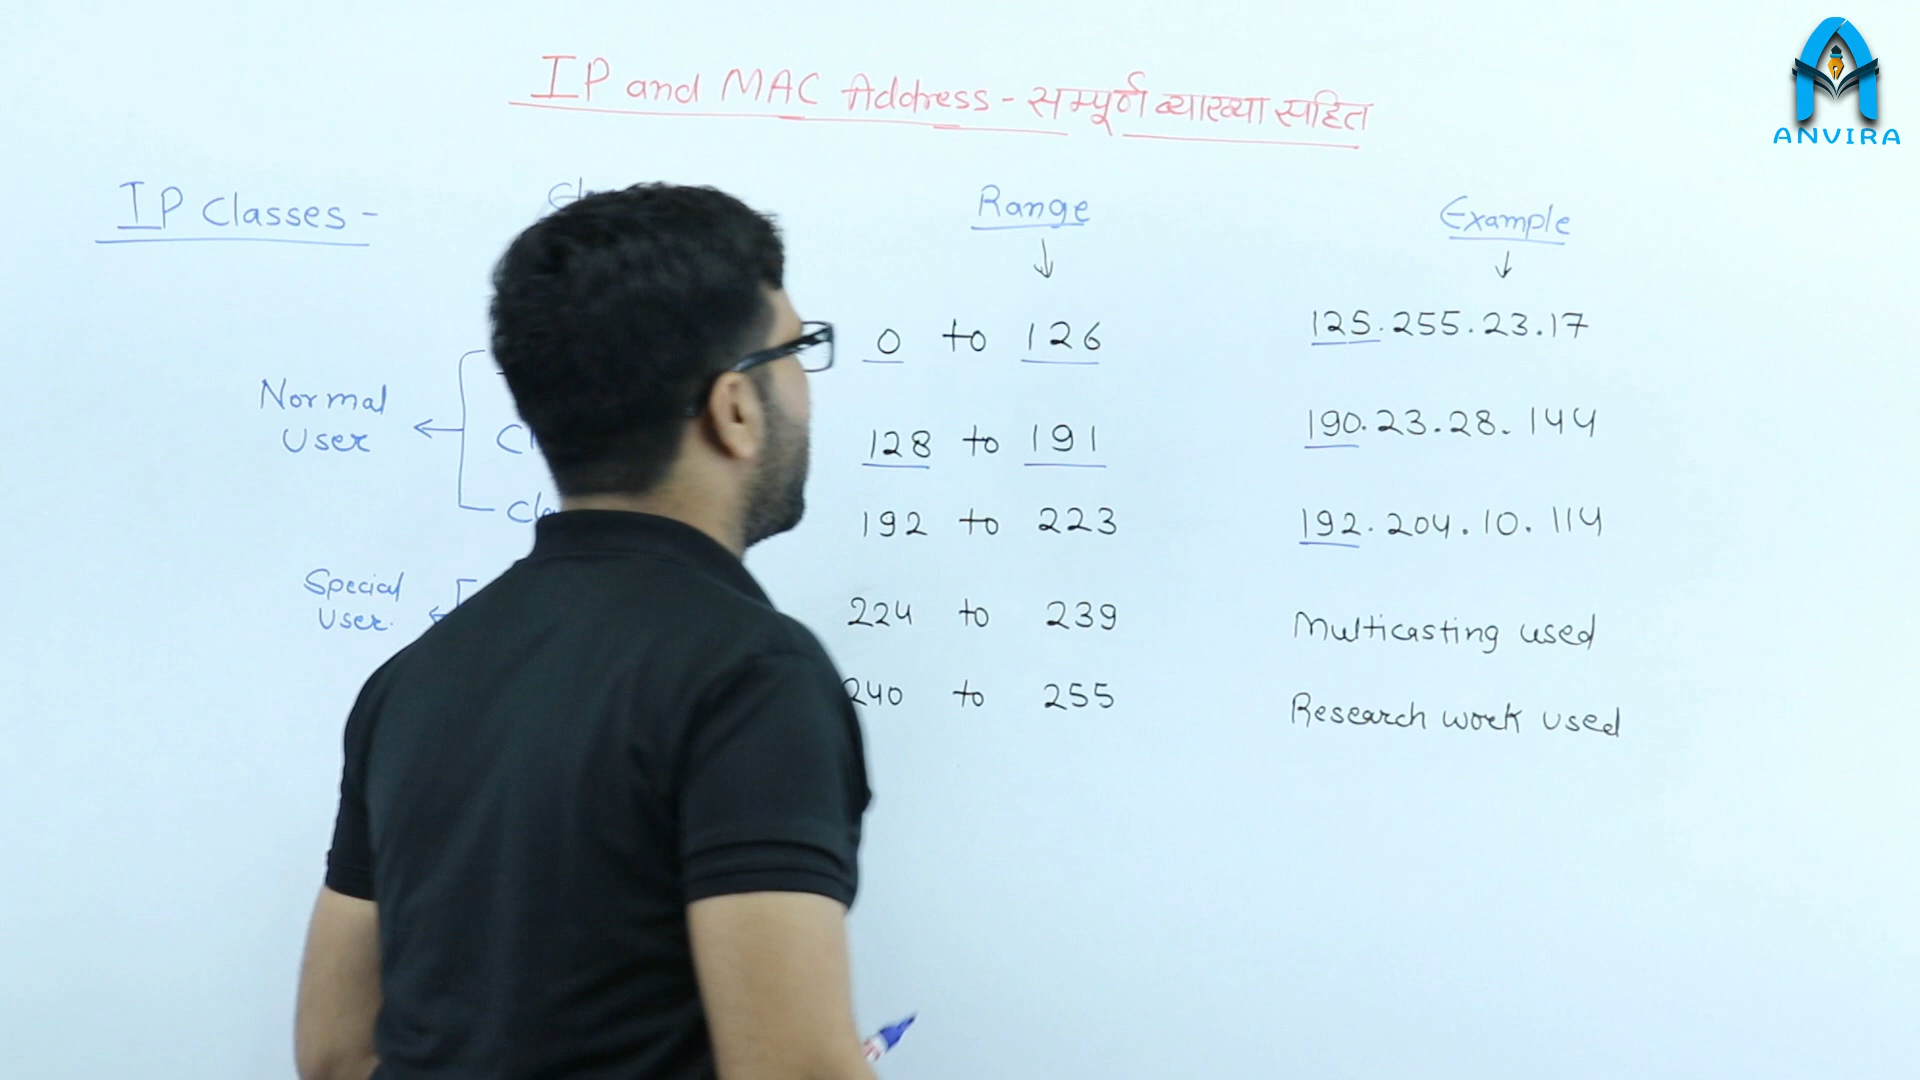 IP and MAC Address - सम्पूर्ण व्याख्या सहित
ANVIRA
IP Classes -
Range
Example
0 to 126
125.255.23.17
Normal
User
128 to 191
190.23.28.144
192 to 223
192.204.10.114
Special
User.
224 to 239
Multicasting used
240 to 255
Research work used